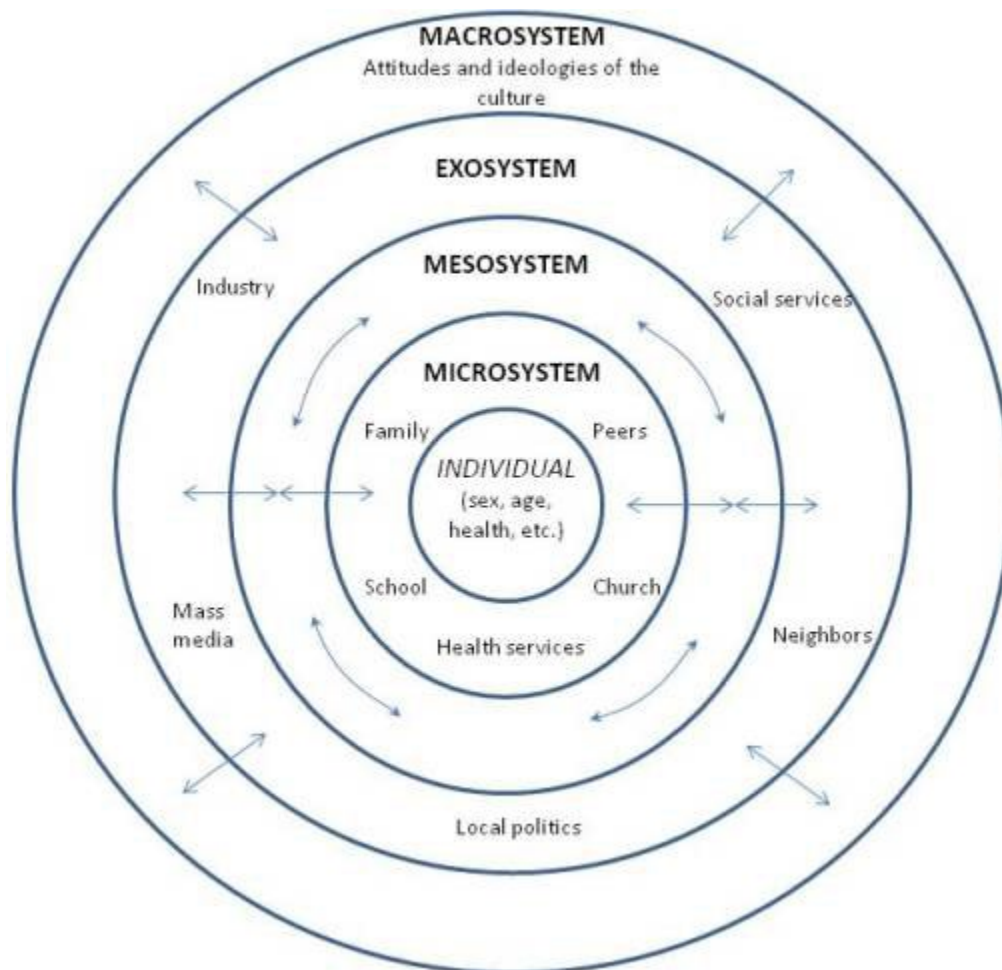 MACROSYSTEM
Attitudes and ideologies of the
culture
EXOSYSTEM
MESOSYSTEM
Industry
Social services
MICROSYSTEM
Family
Peers
INDIVIDUAL
(sex, age,
health, etc.)
School
Church
Mass
media
Neighbors
Health services
Local politics